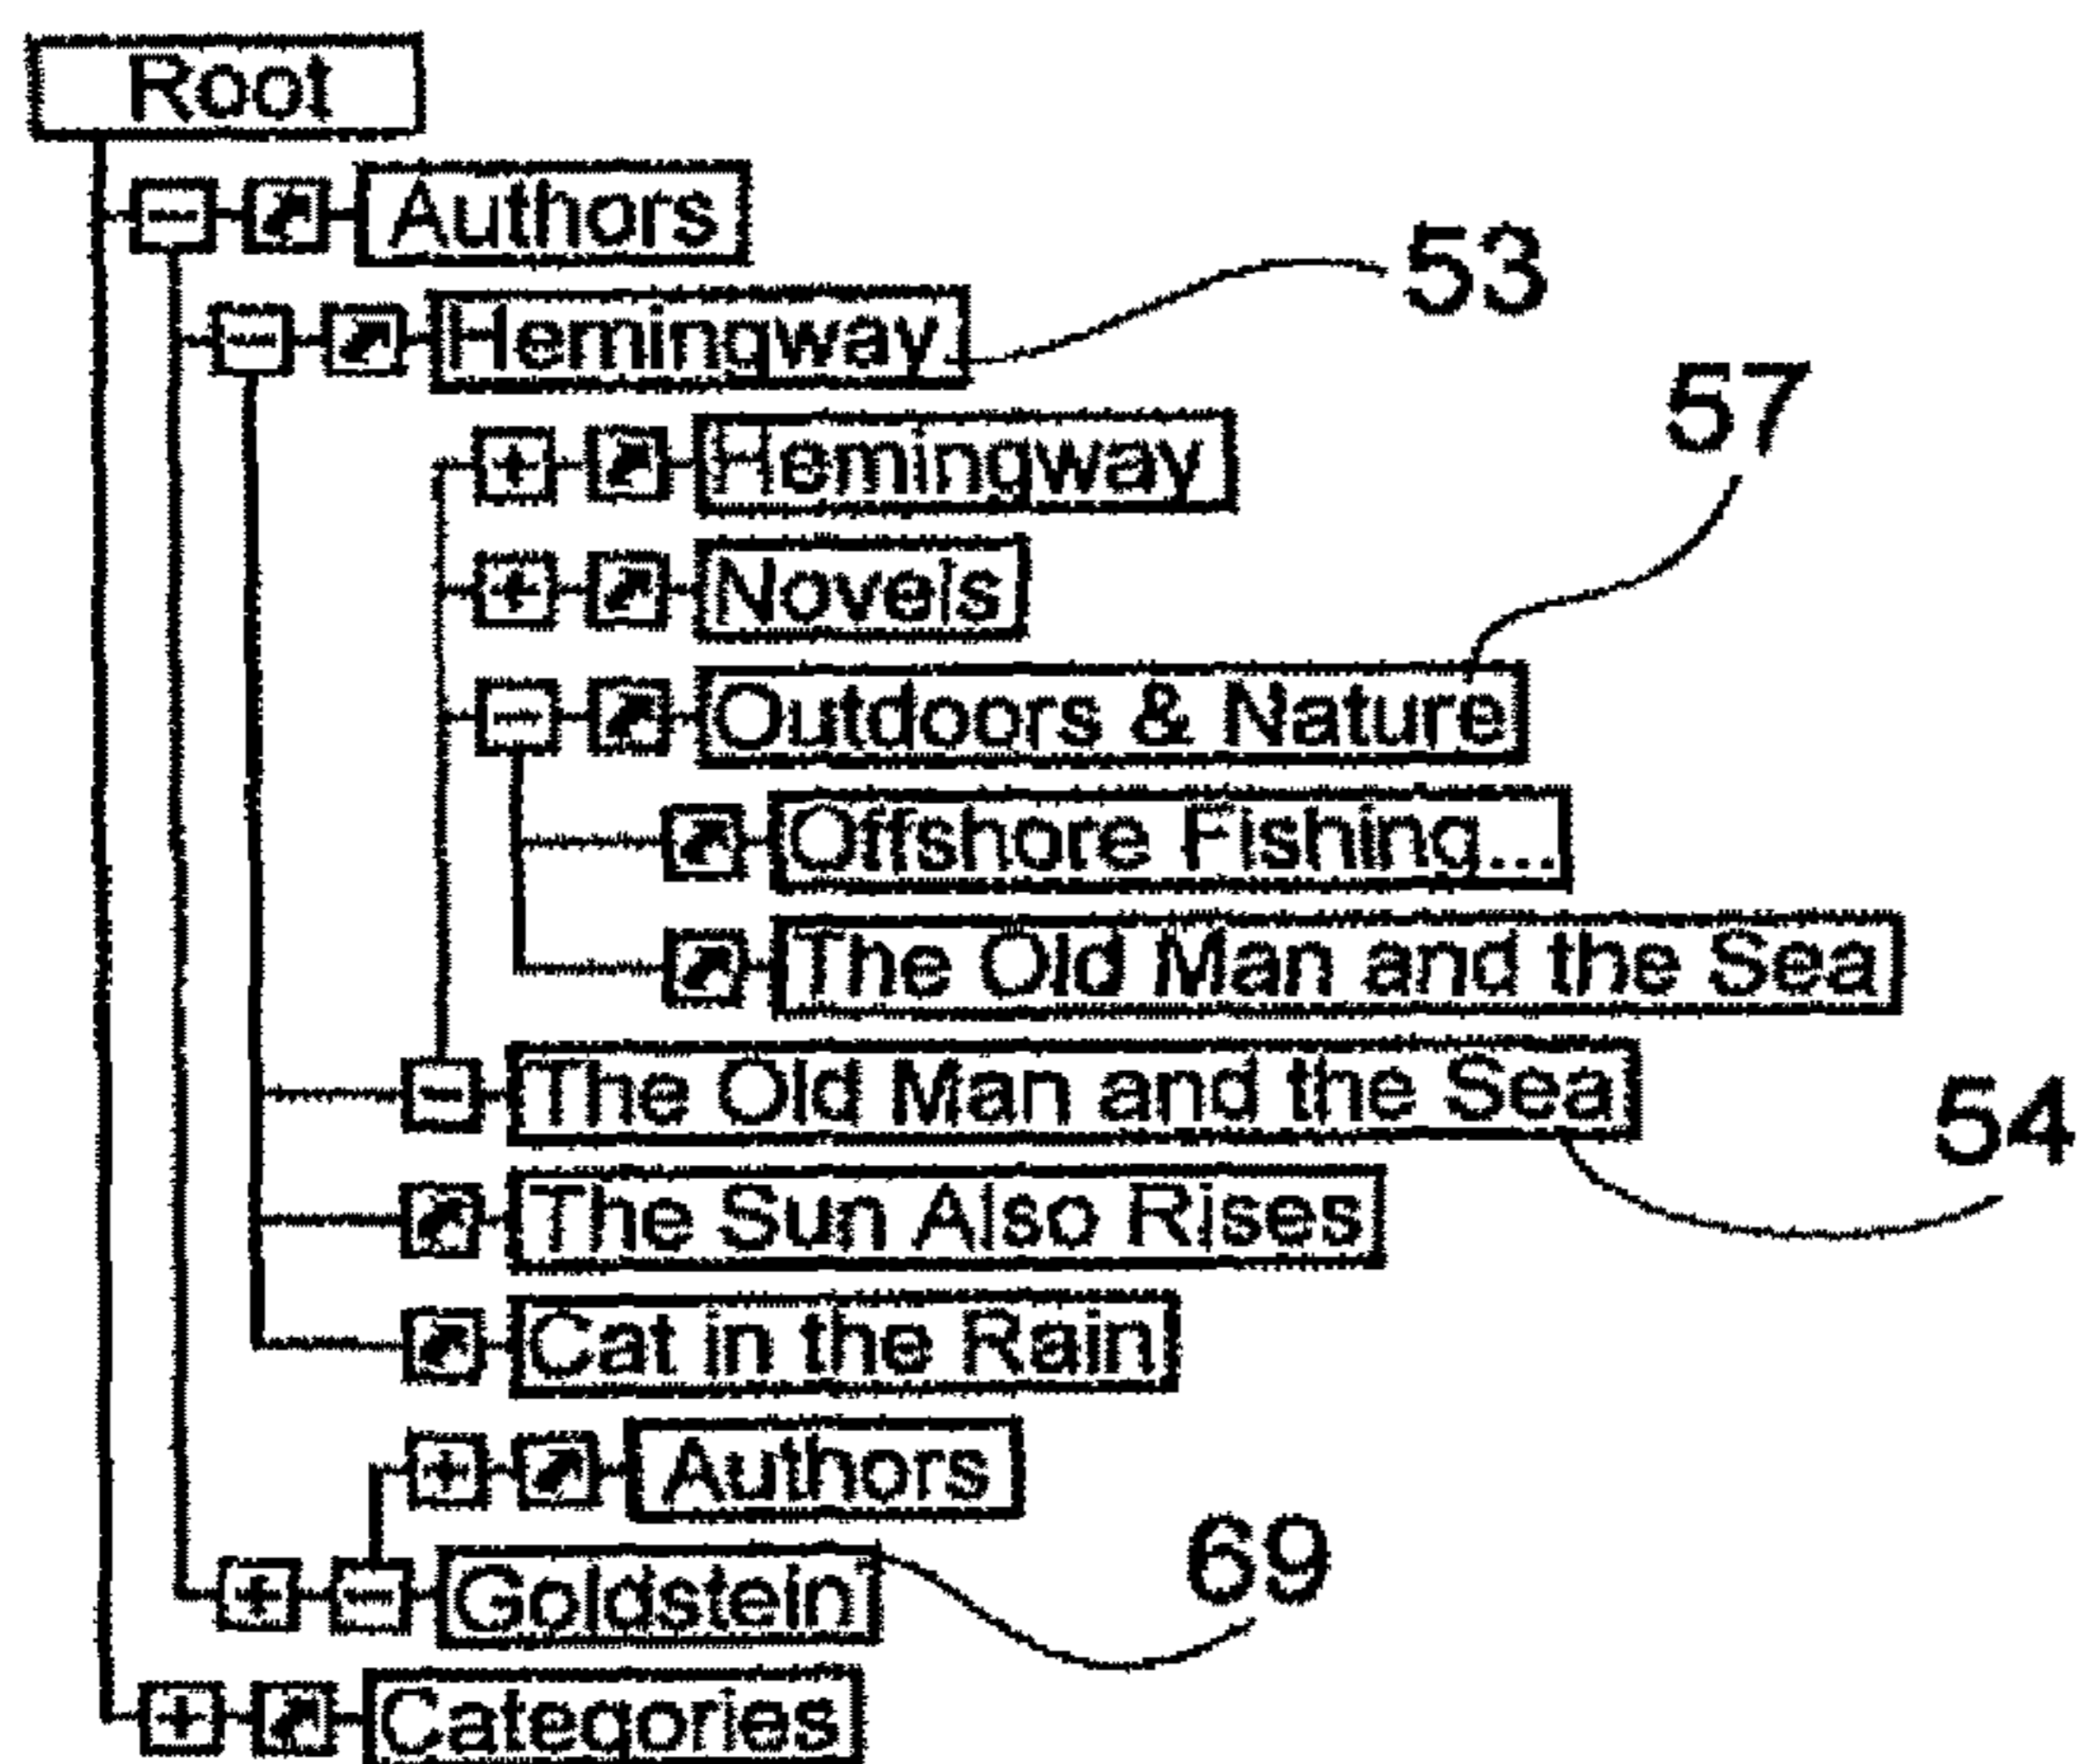 Root
Authors
53
Hemingway
57
Hemingway
Novels
Outdoors & Nature
Offshore Fishing...
The Old Man and the Sea
The Old Man and the Sea
54
The Sun Also Rises
Cat in the Rain
Authors
69
Goldstein
Categories